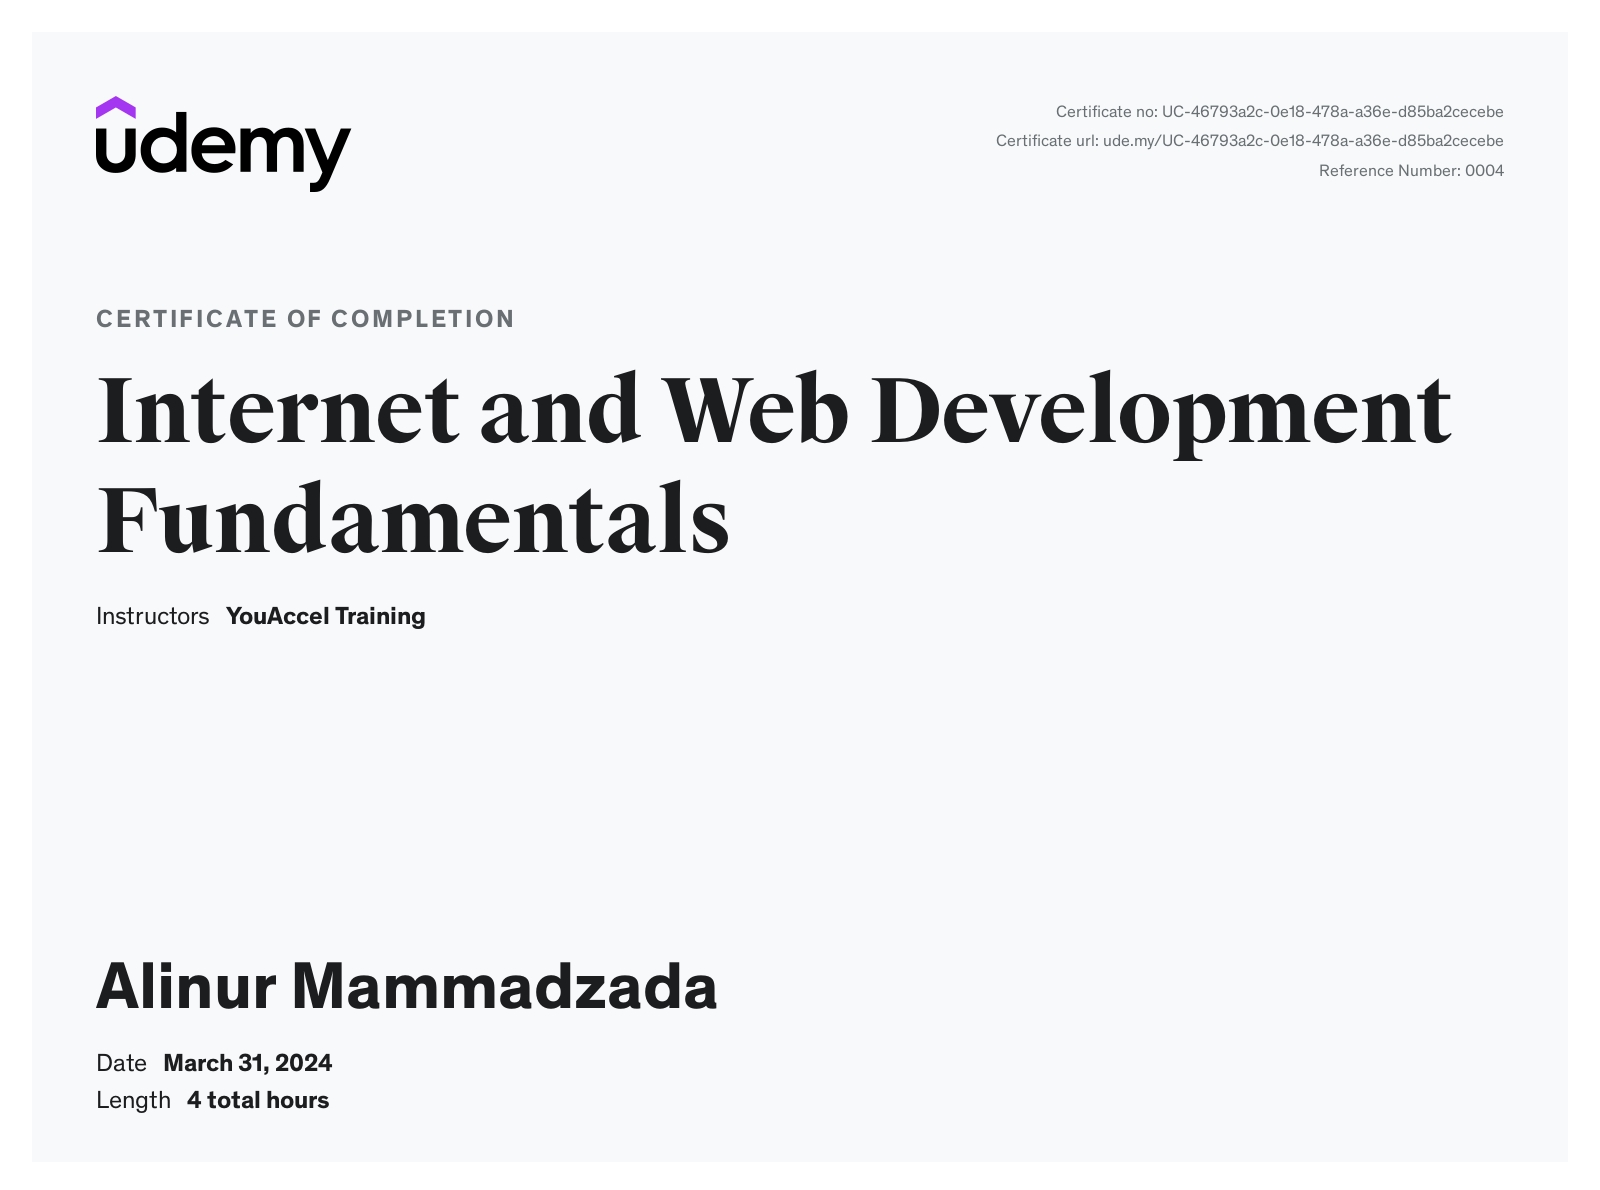 udemy
Certificate no: UC-46793a2c-0e18-478a-a36e-d85ba2cecebe
Certificate url: ude.my/UC-46793a2c-0e18-478a-a36e-d85ba2cecebe
Reference Number: 0004
CERTIFICATE OF COMPLETION
Internet and Web Development
Fundamentals
Instructors YouAccel Training
Alinur Mammadzada
Date March 31, 2024
Length 4 total hours